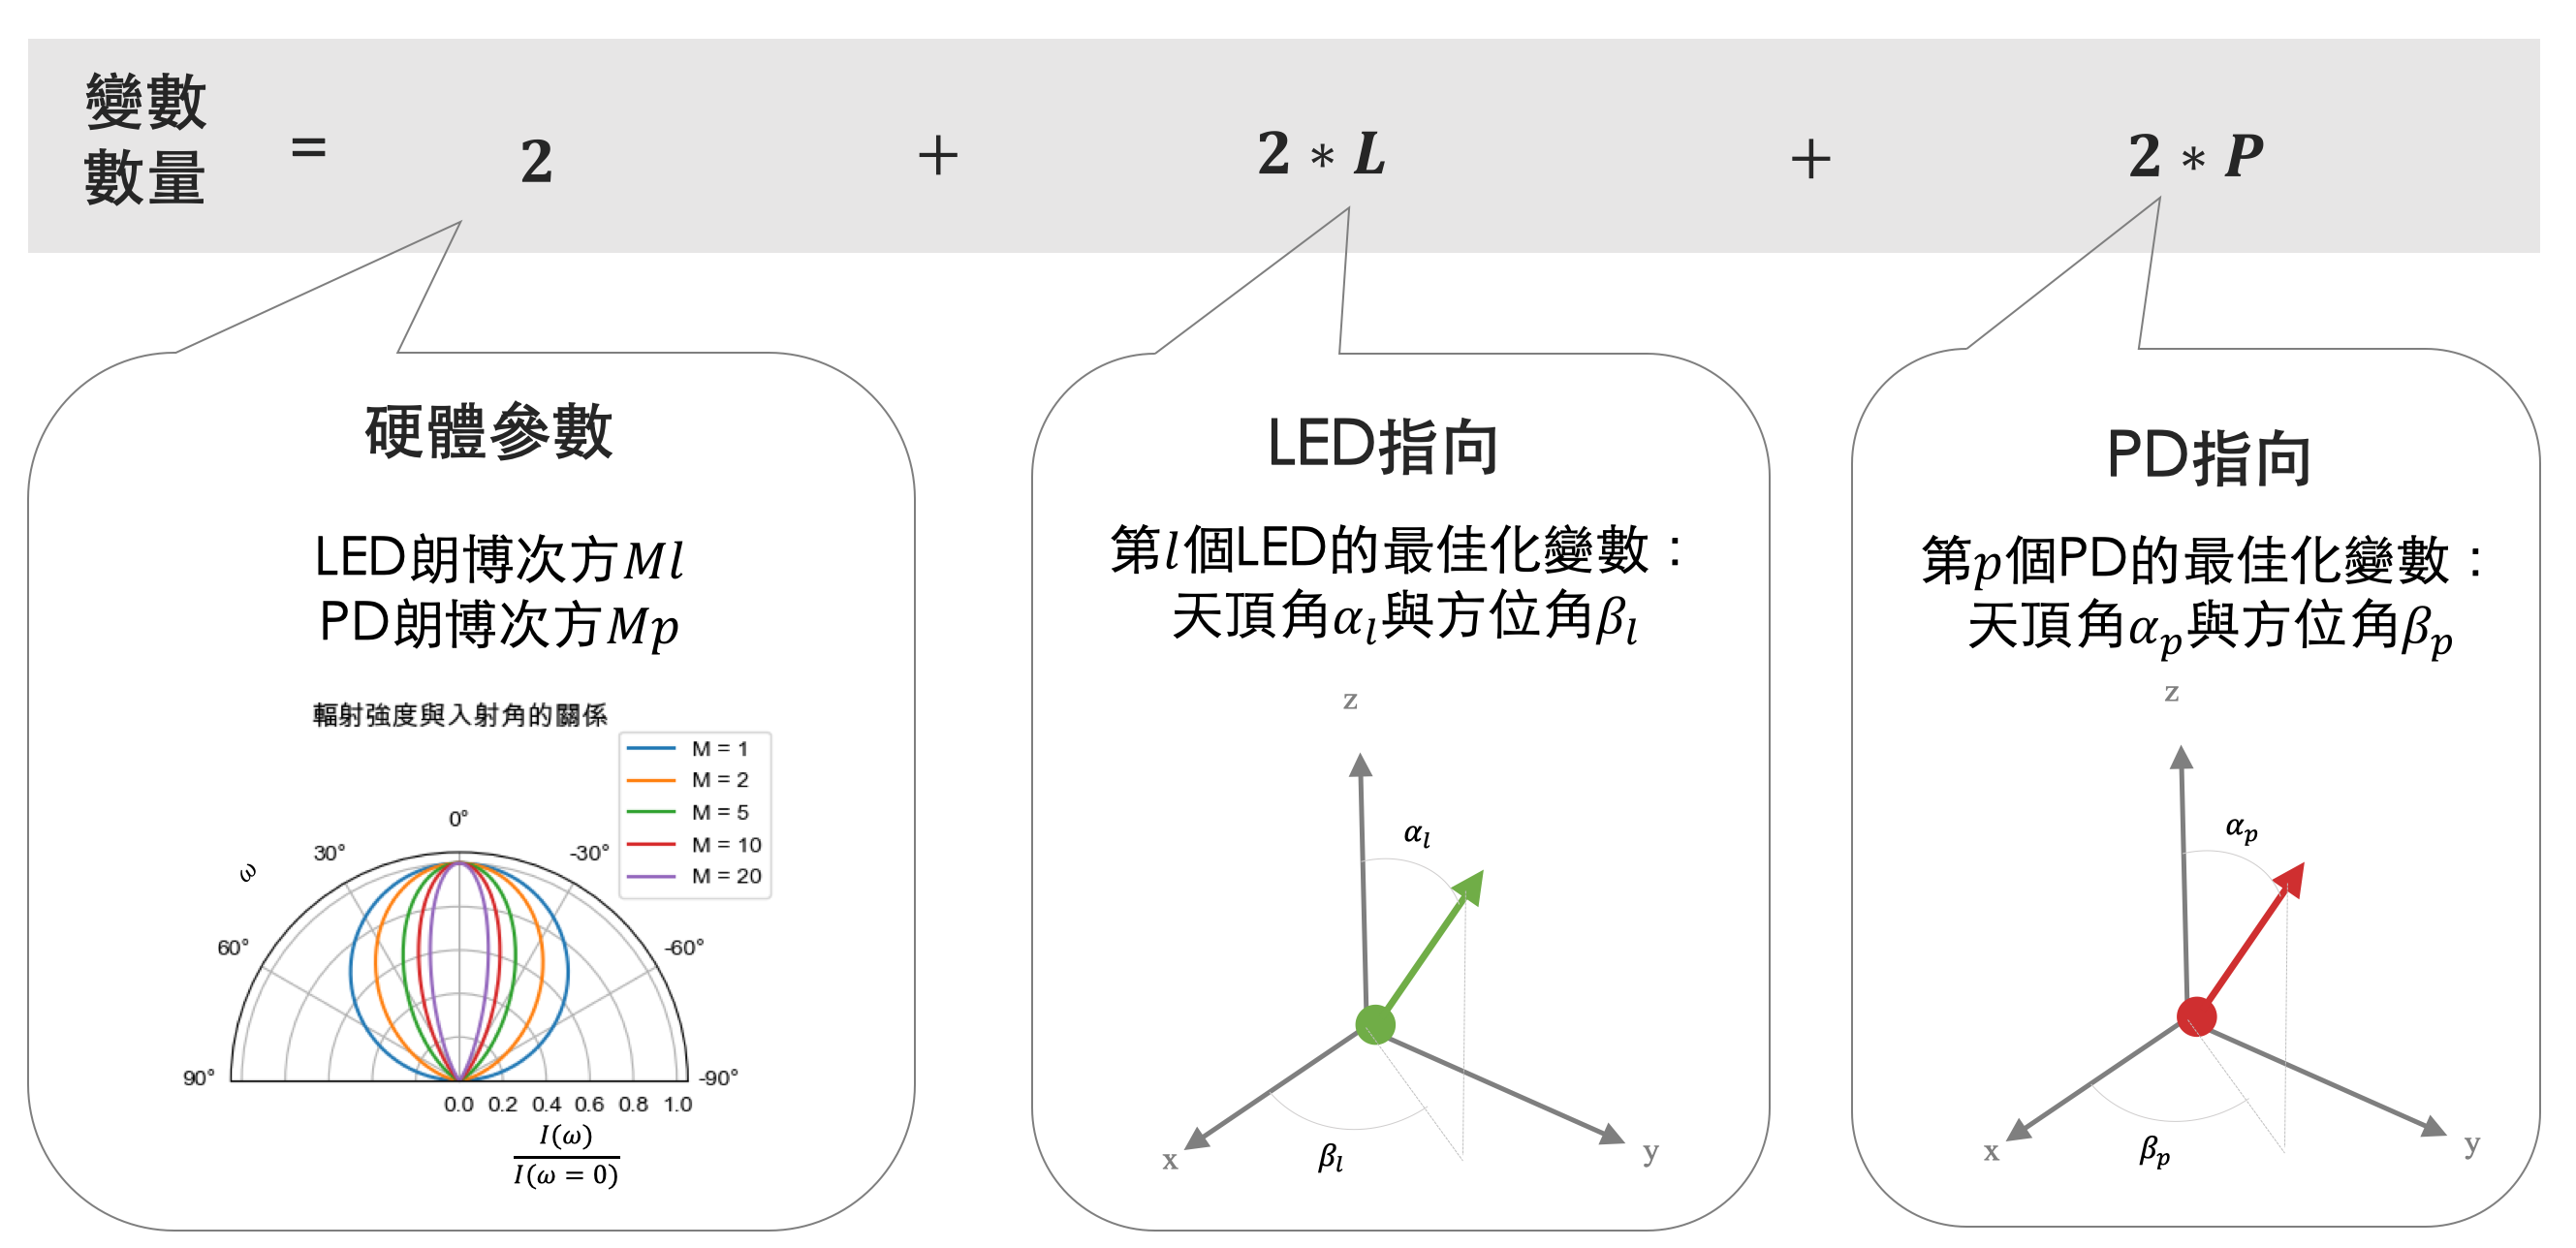 變數
數量
= 2 + 2 ∗ L + 2 ∗ P
硬體參數
LED朗博次方Ml
PD朗博次方Mp
輻射強度與入射角的關係
M = 1
M = 2
M = 5
M = 10
M = 20
0°
30°
-30°
ω
60°
-60°
90°
-90°
0.0 0.2 0.4 0.6 0.8 1.0
I(ω)
I(ω = 0)
LED指向
第l個LED的最佳化變數：
天頂角αl與方位角βl
z
αl
x
βl
y
PD指向
第p個PD的最佳化變數：
天頂角αp與方位角βp
z
αp
x
βp
y